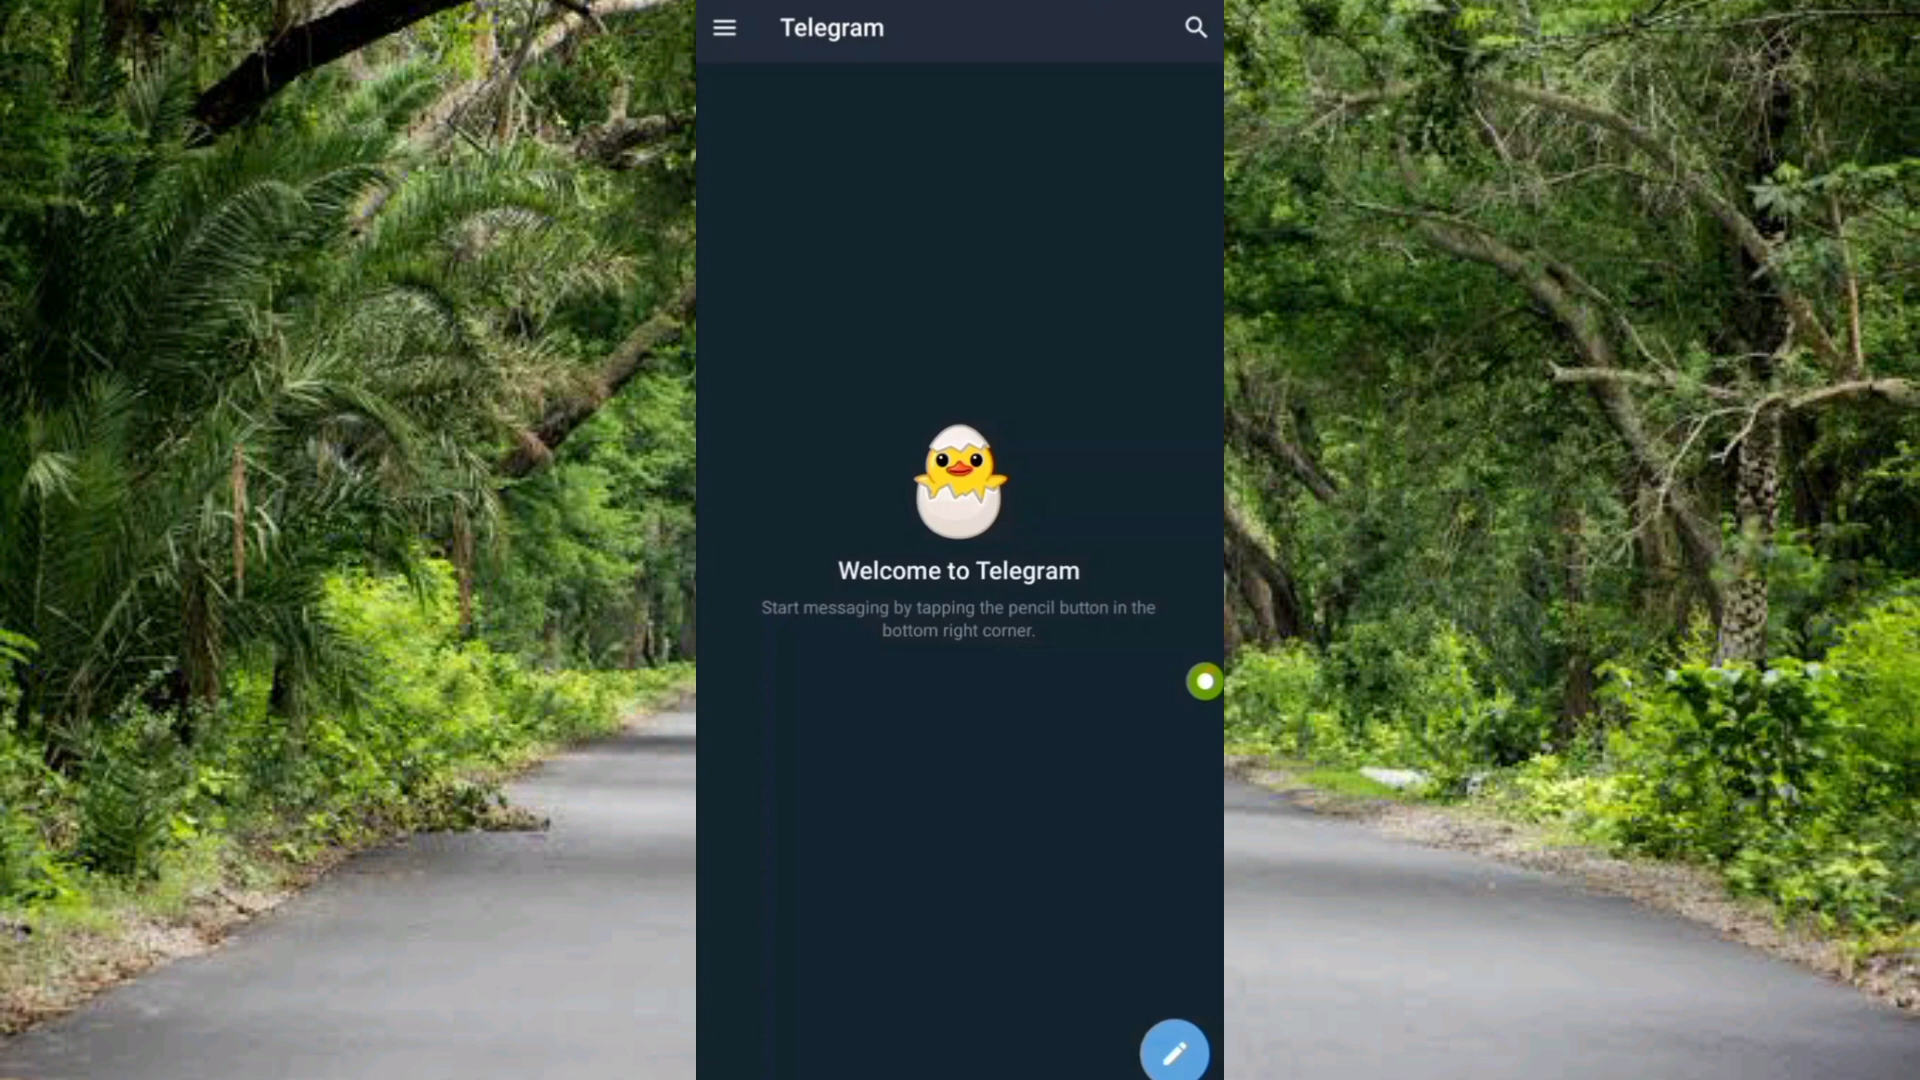 Telegram
Welcome to Telegram
Start messaging by tapping the pencil button in the
bottom right corner.